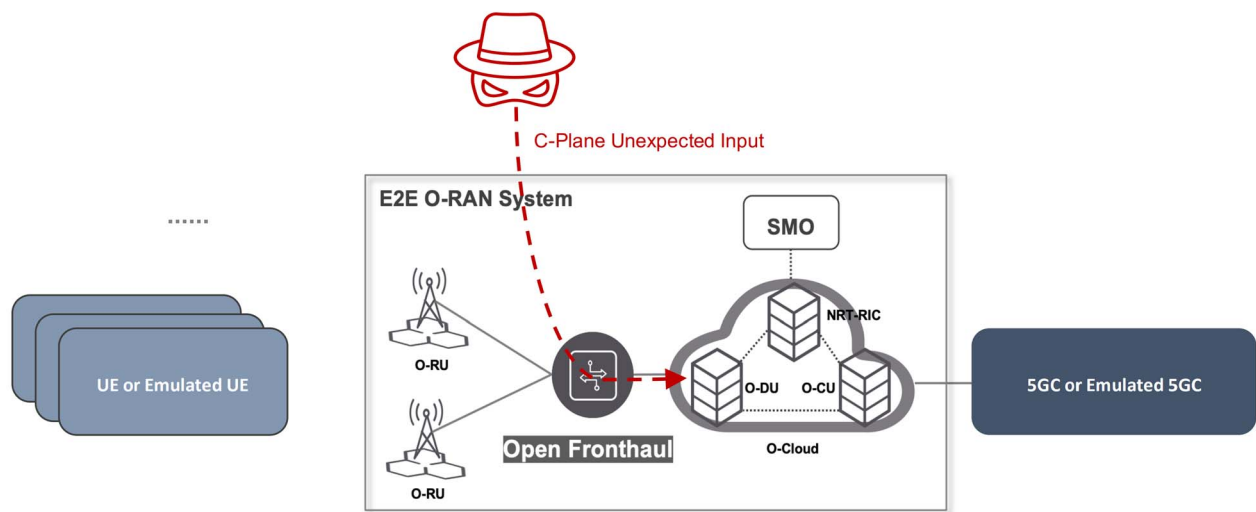 C-Plane Unexpected Input
E2E O-RAN System
......
SMO
NRT-RIC
O-RU
UE or Emulated UE
O-DU
O-CU
5GC or Emulated 5GC
Open Fronthaul
O-Cloud
O-RU